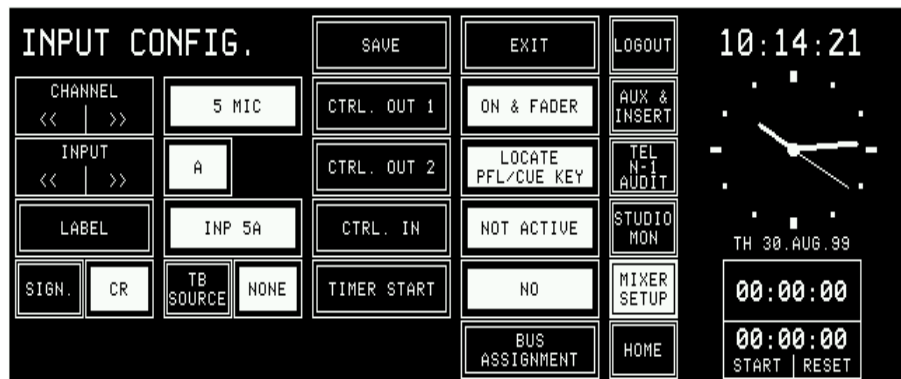 INPUT CONFIG.
SAVE
EXIT
LOGOUT
10:14:21
CHANNEL
<< >>
5 MIC
CTRL. OUT 1
ON & FADER
AUX &
INSERT
INPUT
<< >>
A
CTRL. OUT 2
LOCATE
PFL/CUE KEY
TEL
N-1
AUDIT
LABEL
INP 5A
CTRL. IN
NOT ACTIVE
STUDIO
MON
TH 30.AUG.99
SIGN.
CR
TB
SOURCE
NONE
TIMER START
NO
MIXER
SETUP
00:00:00
BUS
ASSIGNMENT
HOME
00:00:00
START | RESET